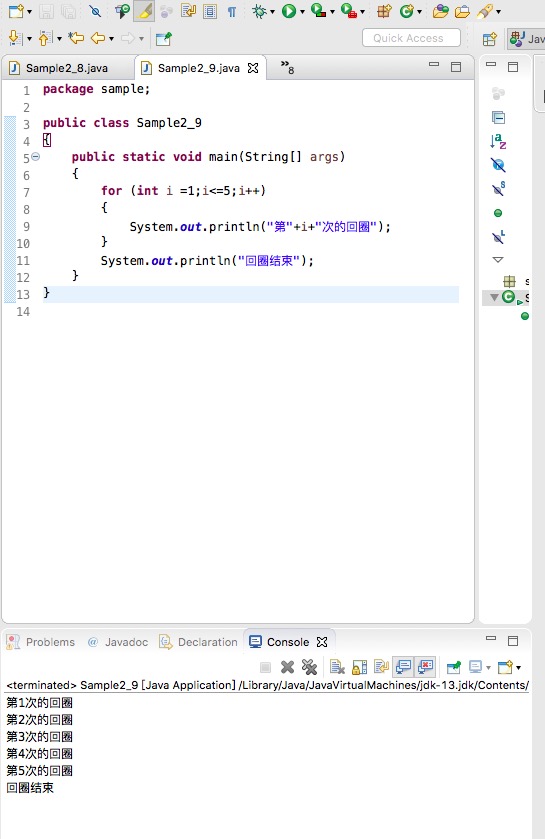 Quick Access
Jav
Sample2_8.java
Sample2_9.java
8
1 package sample;
2
3 public class Sample2_9
4 {
5 public static void main(String[] args)
6 {
7 for (int i =1;i<=5;i++)
8 {
9 System.out.println("第"+i+"次的回圈");
10 }
11 System.out.println("回圈结束");
12 }
13 }
14
Problems
@ Javadoc
Declaration
Console
<terminated> Sample2_9 [Java Application] /Library/Java/JavaVirtualMachines/jdk-13.jdk/Contents/
第1次的回圈
第2次的回圈
第3次的回圈
第4次的回圈
第5次的回圈
回圈结束